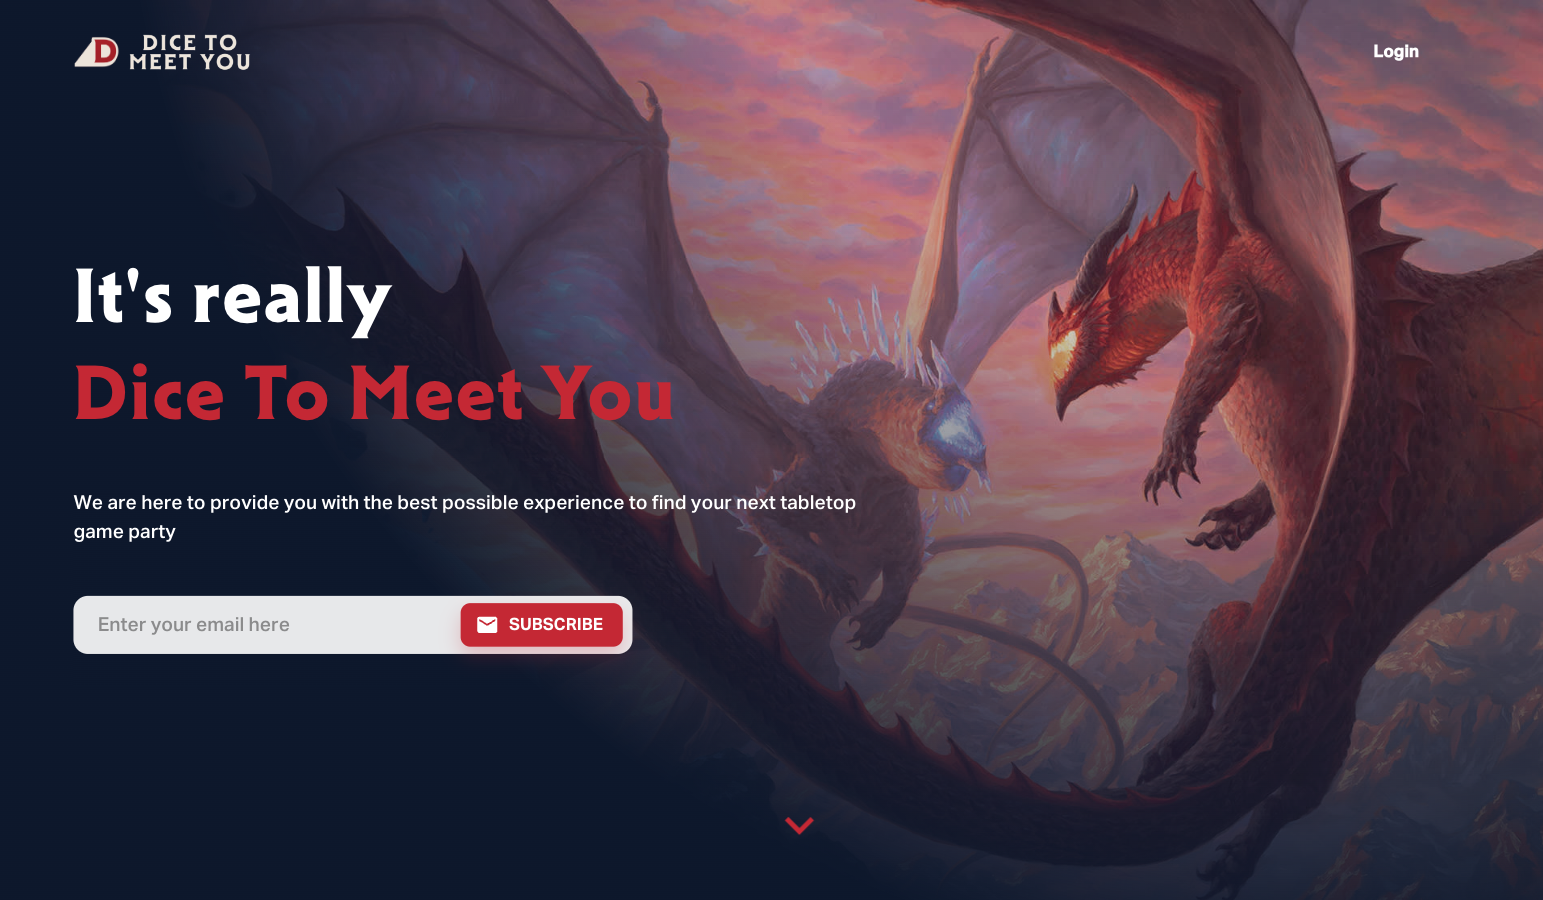 D
DICE TO
MEET YOU
Login
It's really
Dice To Meet You
We are here to provide you with the best possible experience to find your next tabletop
game party
Enter your email here
SUBSCRIBE